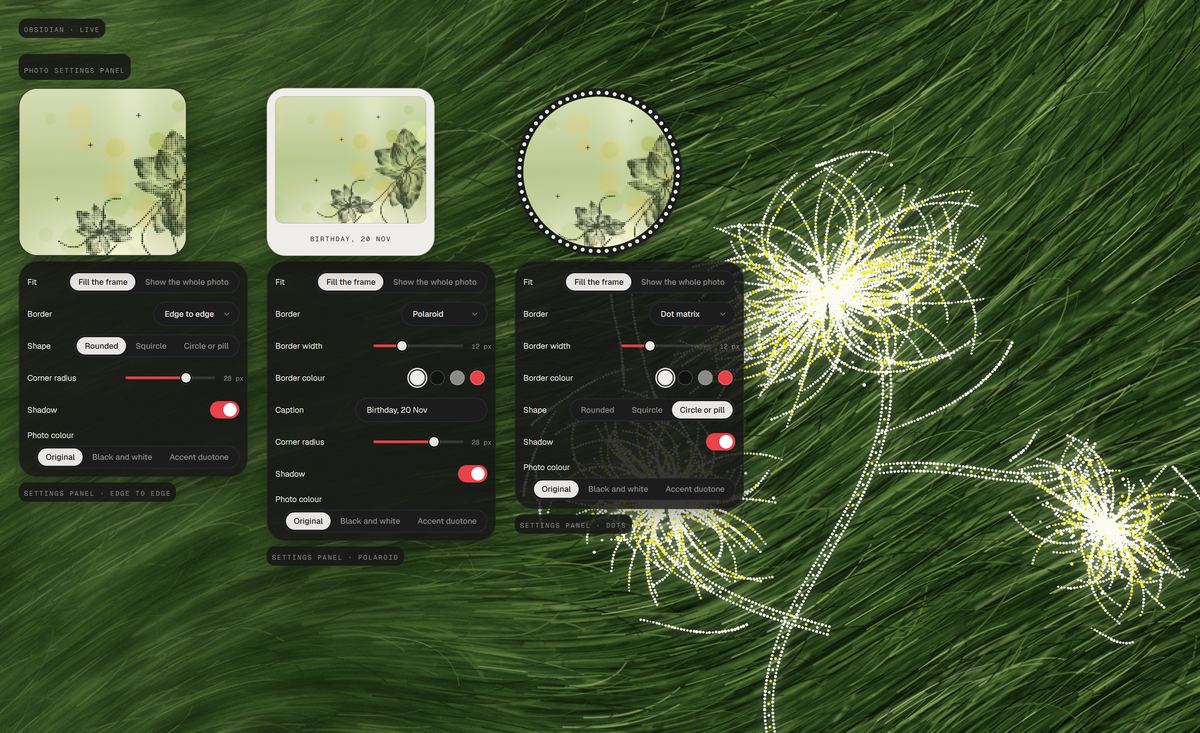 OBSIDIAN · LIVE
PHOTO SETTINGS PANEL
BIRTHDAY, 20 NOV
Fit Fill the frame Show the whole photo
Border Edge to edge
Shape Rounded Squircle Circle or pill
Corner radius 28 px
Shadow
Photo colour
Original Black and white Accent duotone
SETTINGS PANEL · EDGE TO EDGE
Fit Fill the frame Show the whole photo
Border Polaroid
Border width 12 px
Border colour
Caption Birthday, 20 Nov
Corner radius 28 px
Shadow
Photo colour
Original Black and white Accent duotone
SETTINGS PANEL · POLAROID
Fit Fill the frame Show the whole photo
Border Dot matrix
Border width 12 px
Border colour
Shape Rounded Squircle Circle or pill
Shadow
Photo colour
Original Black and white Accent duotone
SETTINGS PANEL · DOTS